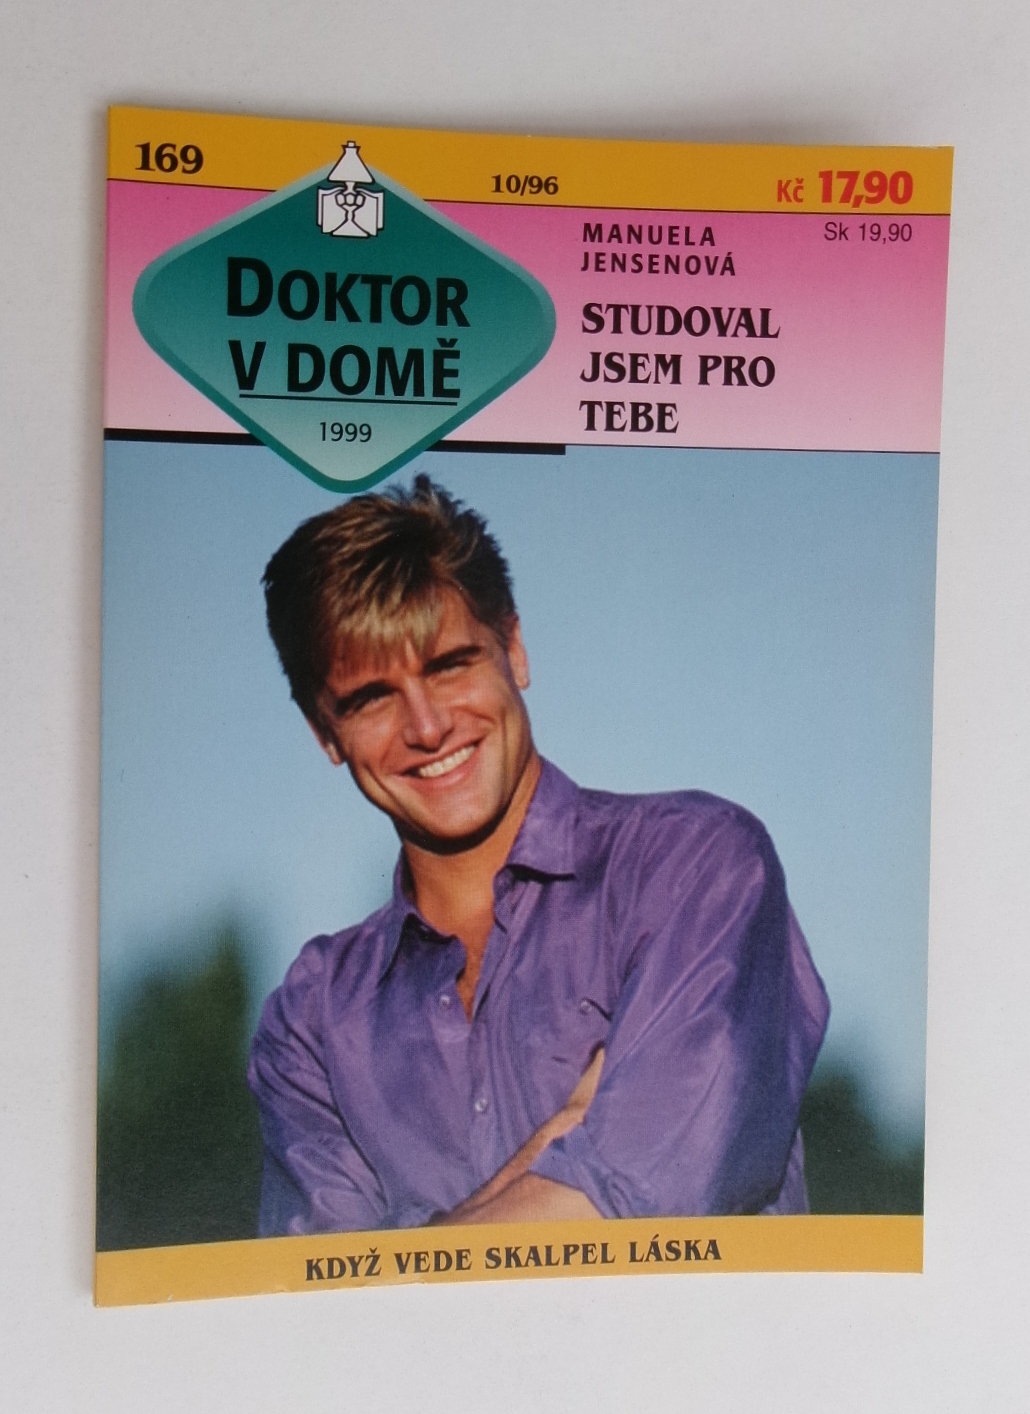 169
10/96
Kč 17,90
Sk 19,90
DOKTOR
V DOMĚ
1999
MANUELA
JENSENOVÁ
STUDOVAL
JSEM PRO
TEBE
KDYŽ VEDE SKALPEL LÁSKA